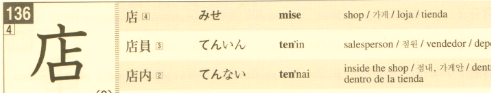 136
4
店
店 4 みせ mise shop / 가게 / loja / tienda
店員 3 てんいん ten'in salesperson / 점원 / vendedor /
店内 2 てんない ten'nai inside the shop / 점내, 가게안 /
dentro de la tienda